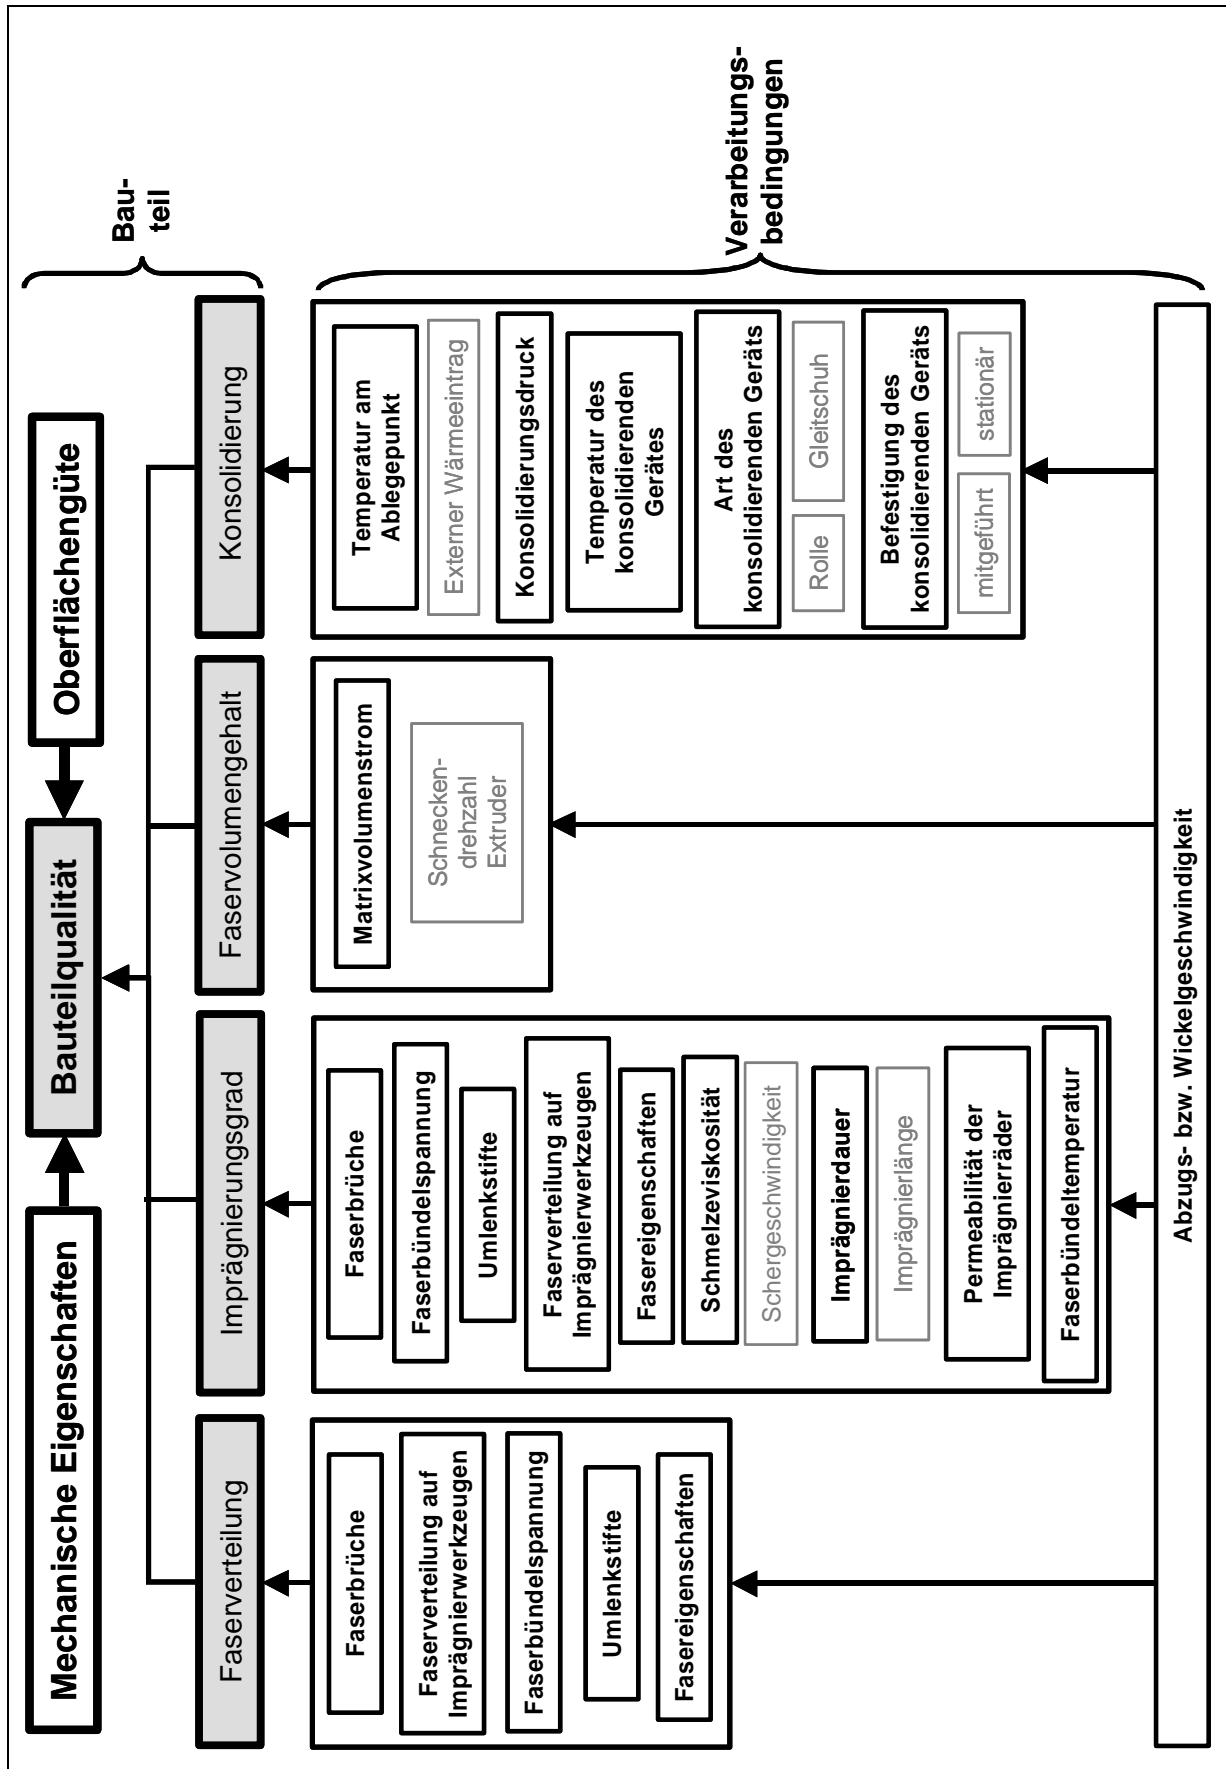 Mechanische Eigenschaften
Bauteilqualität
Oberflächengüte
Bau-
teil
Faserverteilung
Imprägnierungsgrad
Faservolumengehalt
Konsolidierung
Faserbrüche
Faserverteilung auf
Imprägnierwerkzeugen
Faserbündelspannung
Umlenkstifte
Fasereigenschaften
Faserbrüche
Faserbündelspannung
Umlenkstifte
Faserverteilung auf
Imprägnierwerkzeugen
Fasereigenschaften
Schmelzeviskosität
Schergeschwindigkeit
Imprägnierdauer
Imprägnierlänge
Permeabilität der
Imprägnierräder
Faserbündeltemperatur
Matrixvolumenstrom
Schnecken-
drehzahl
Extruder
Temperatur am
Ablegepunkt
Externer Wärmeeintrag
Konsolidierungsdruck
Temperatur des
konsolidierenden
Gerätes
Art des
konsolidierenden Geräts
Rolle
Gleitschuh
Befestigung des
konsolidierenden Geräts
mitgeführt
stationär
Verarbeitungs-
bedingungen
Abzugs- bzw. Wickelgeschwindigkeit